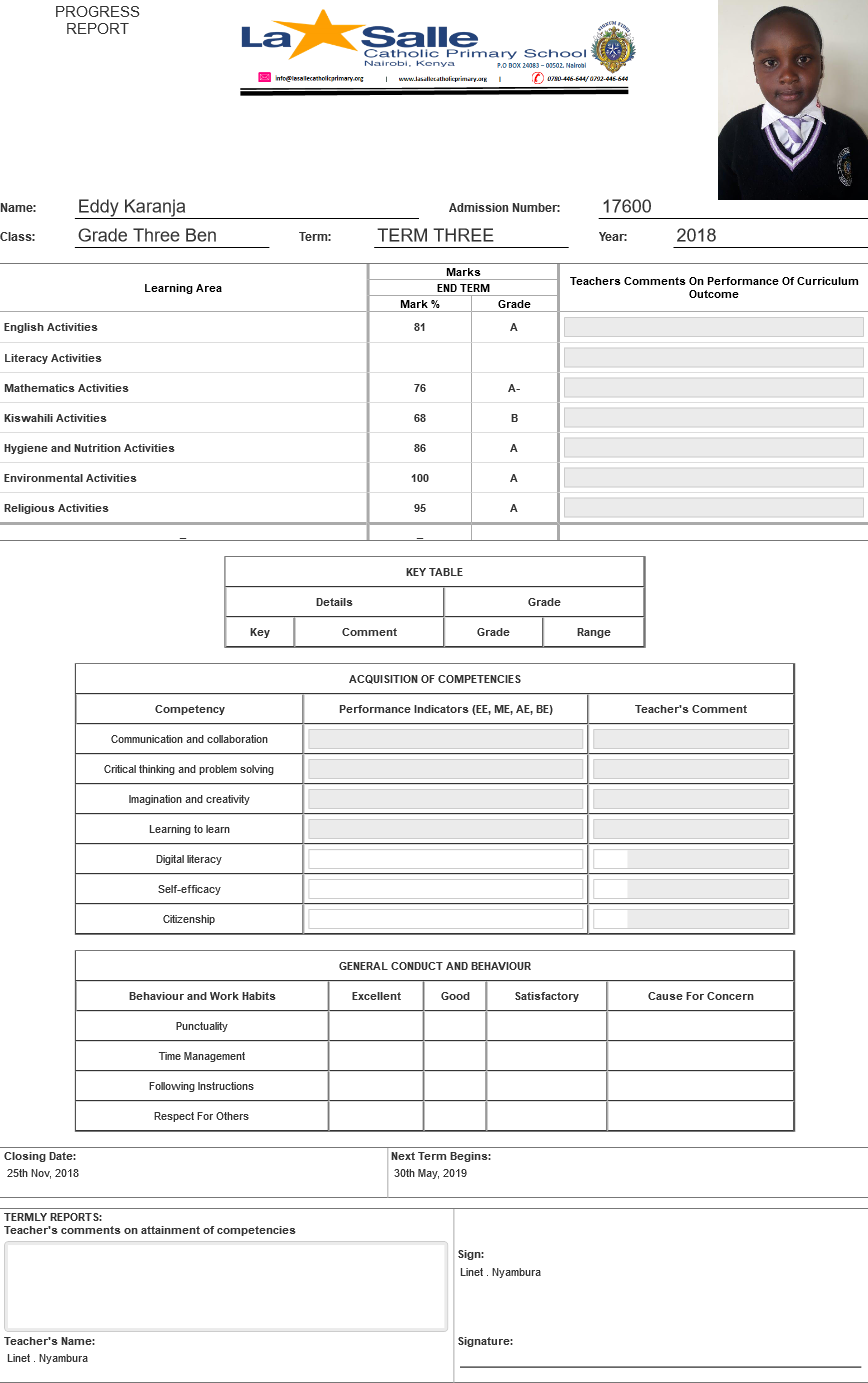 PROGRESS
REPORT
La Salle
Catholic Primary School
Nairobi, Kenya
P.O BOX 24083 – 00502, Nairobi
info@lasallecatholicprimary.org | www.lasallecatholicprimary.org | 0780-446-644/ 0792-446-644
Name: Eddy Karanja Admission Number: 17600
Class: Grade Three Ben Term: TERM THREE Year: 2018
Learning Area Marks Teachers Comments On Performance Of Curriculum Outcome
END TERM
Mark % Grade
English Activities 81 A
Literacy Activities
Mathematics Activities 76 A-
Kiswahili Activities 68 B
Hygiene and Nutrition Activities 86 A
Environmental Activities 100 A
Religious Activities 95 A
_ _
KEY TABLE
Details Grade
Key Comment Grade Range
ACQUISITION OF COMPETENCIES
Competency Performance Indicators (EE, ME, AE, BE) Teacher's Comment
Communication and collaboration
Critical thinking and problem solving
Imagination and creativity
Learning to learn
Digital literacy
Self-efficacy
Citizenship
GENERAL CONDUCT AND BEHAVIOUR
Behaviour and Work Habits Excellent Good Satisfactory Cause For Concern
Punctuality
Time Management
Following Instructions
Respect For Others
Closing Date: Next Term Begins:
25th Nov, 2018 30th May, 2019
TERMLY REPORTS:
Teacher's comments on attainment of competencies
Sign:
Linet . Nyambura
Teacher's Name: Signature:
Linet . Nyambura